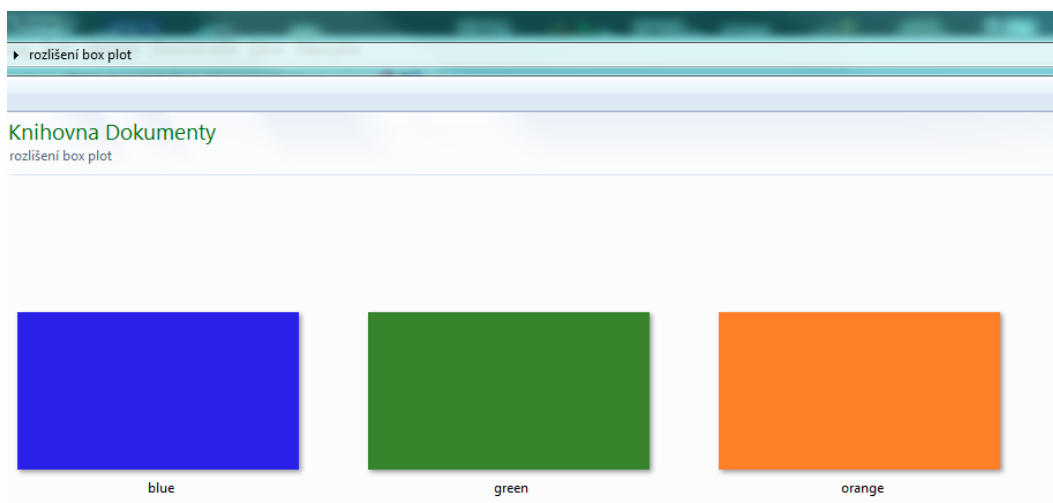 rozlišení box plot
Knihovna Dokumenty
rozlišení box plot
blue
green
orange